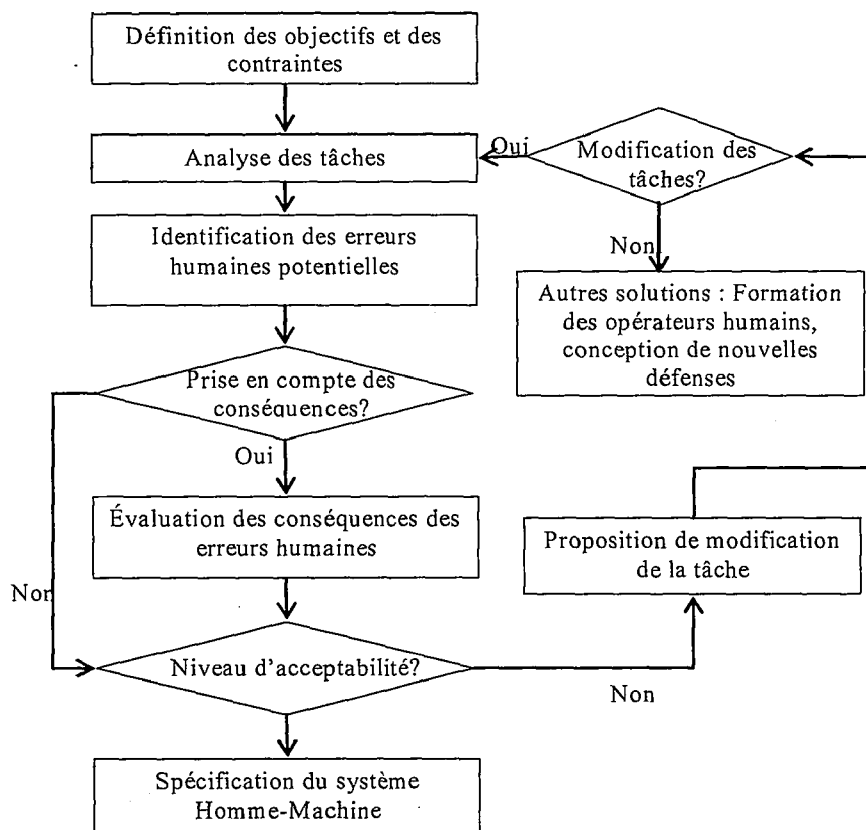 Définition des objectifs et des
contraintes
Analyse des tâches
Oui
Modification des
tâches?
Identification des erreurs
humaines potentielles
Non
Autres solutions : Formation
des opérateurs humains,
conception de nouvelles
défenses
Prise en compte des
conséquences?
Oui
Évaluation des conséquences des
erreurs humaines
Proposition de modification
de la tâche
Non
Niveau d'acceptabilité?
Non
Spécification du système
Homme-Machine